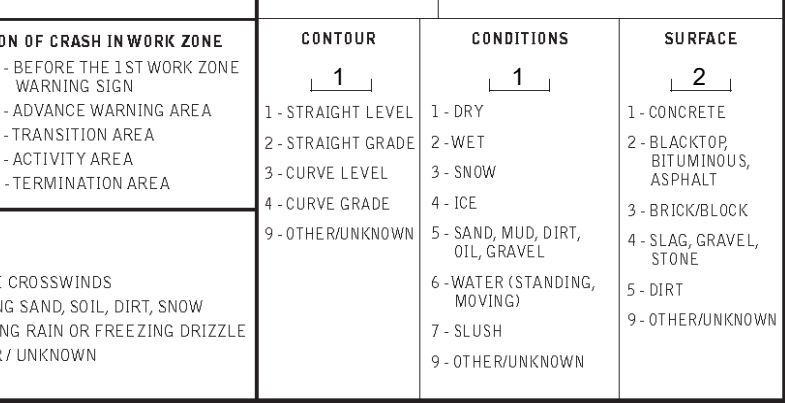 ON OF CRASH IN WORK ZONE
- BEFORE THE 1ST WORK ZONE
WARNING SIGN
- ADVANCE WARNING AREA
- TRANSITION AREA
- ACTIVITY AREA
- TERMINATION AREA
CROSSWINDS
NG SAND, SOIL, DIRT, SNOW
NG RAIN OR FREEZING DRIZZLE
/ UNKNOWN
CONTOUR
1
1 - STRAIGHT LEVEL
2 - STRAIGHT GRADE
3 - CURVE LEVEL
4 - CURVE GRADE
9 - OTHER/UNKNOWN
CONDITIONS
1
1 - DRY
2 - WET
3 - SNOW
4 - ICE
5 - SAND, MUD, DIRT,
OIL, GRAVEL
6 - WATER (STANDING,
MOVING)
7 - SLUSH
9 - OTHER/UNKNOWN
SURFACE
2
1 - CONCRETE
2 - BLACKTOP,
BITUMINOUS,
ASPHALT
3 - BRICK/BLOCK
4 - SLAG, GRAVEL,
STONE
5 - DIRT
9 - OTHER/UNKNOWN